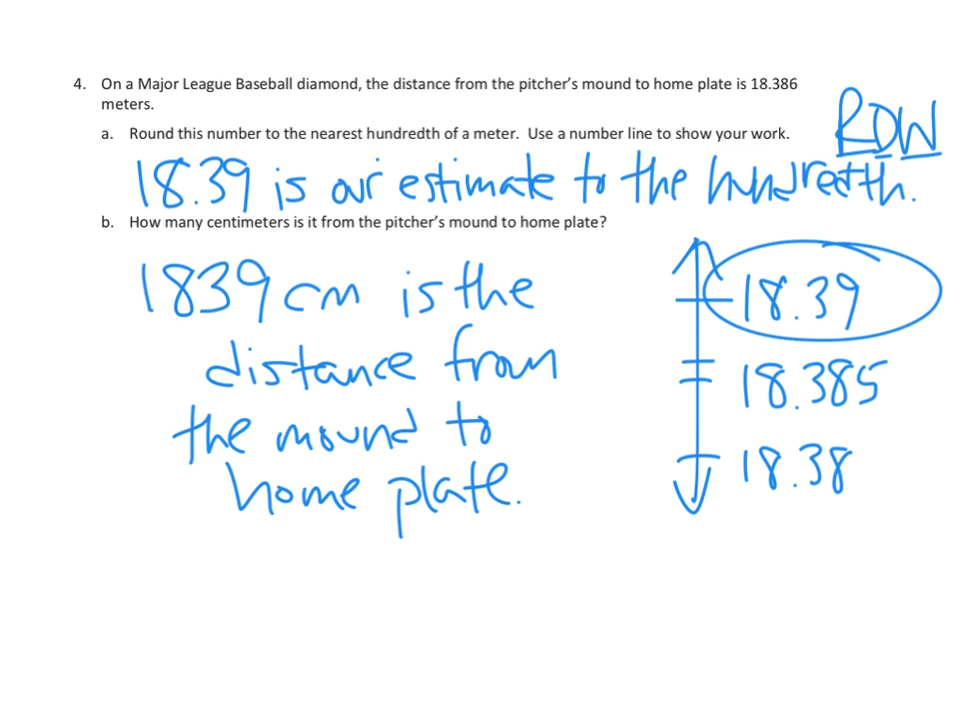 4. On a Major League Baseball diamond, the distance from the pitcher's mound to home plate is 18.386
meters.
RDW
a. Round this number to the nearest hundredth of a meter. Use a number line to show your work.
18.39 is our estimate to the hundredth.
b. How many centimeters is it from the pitcher's mound to home plate?
1839 cm is the
distance from
the mound to
home plate.
18.39
18.385
18.38